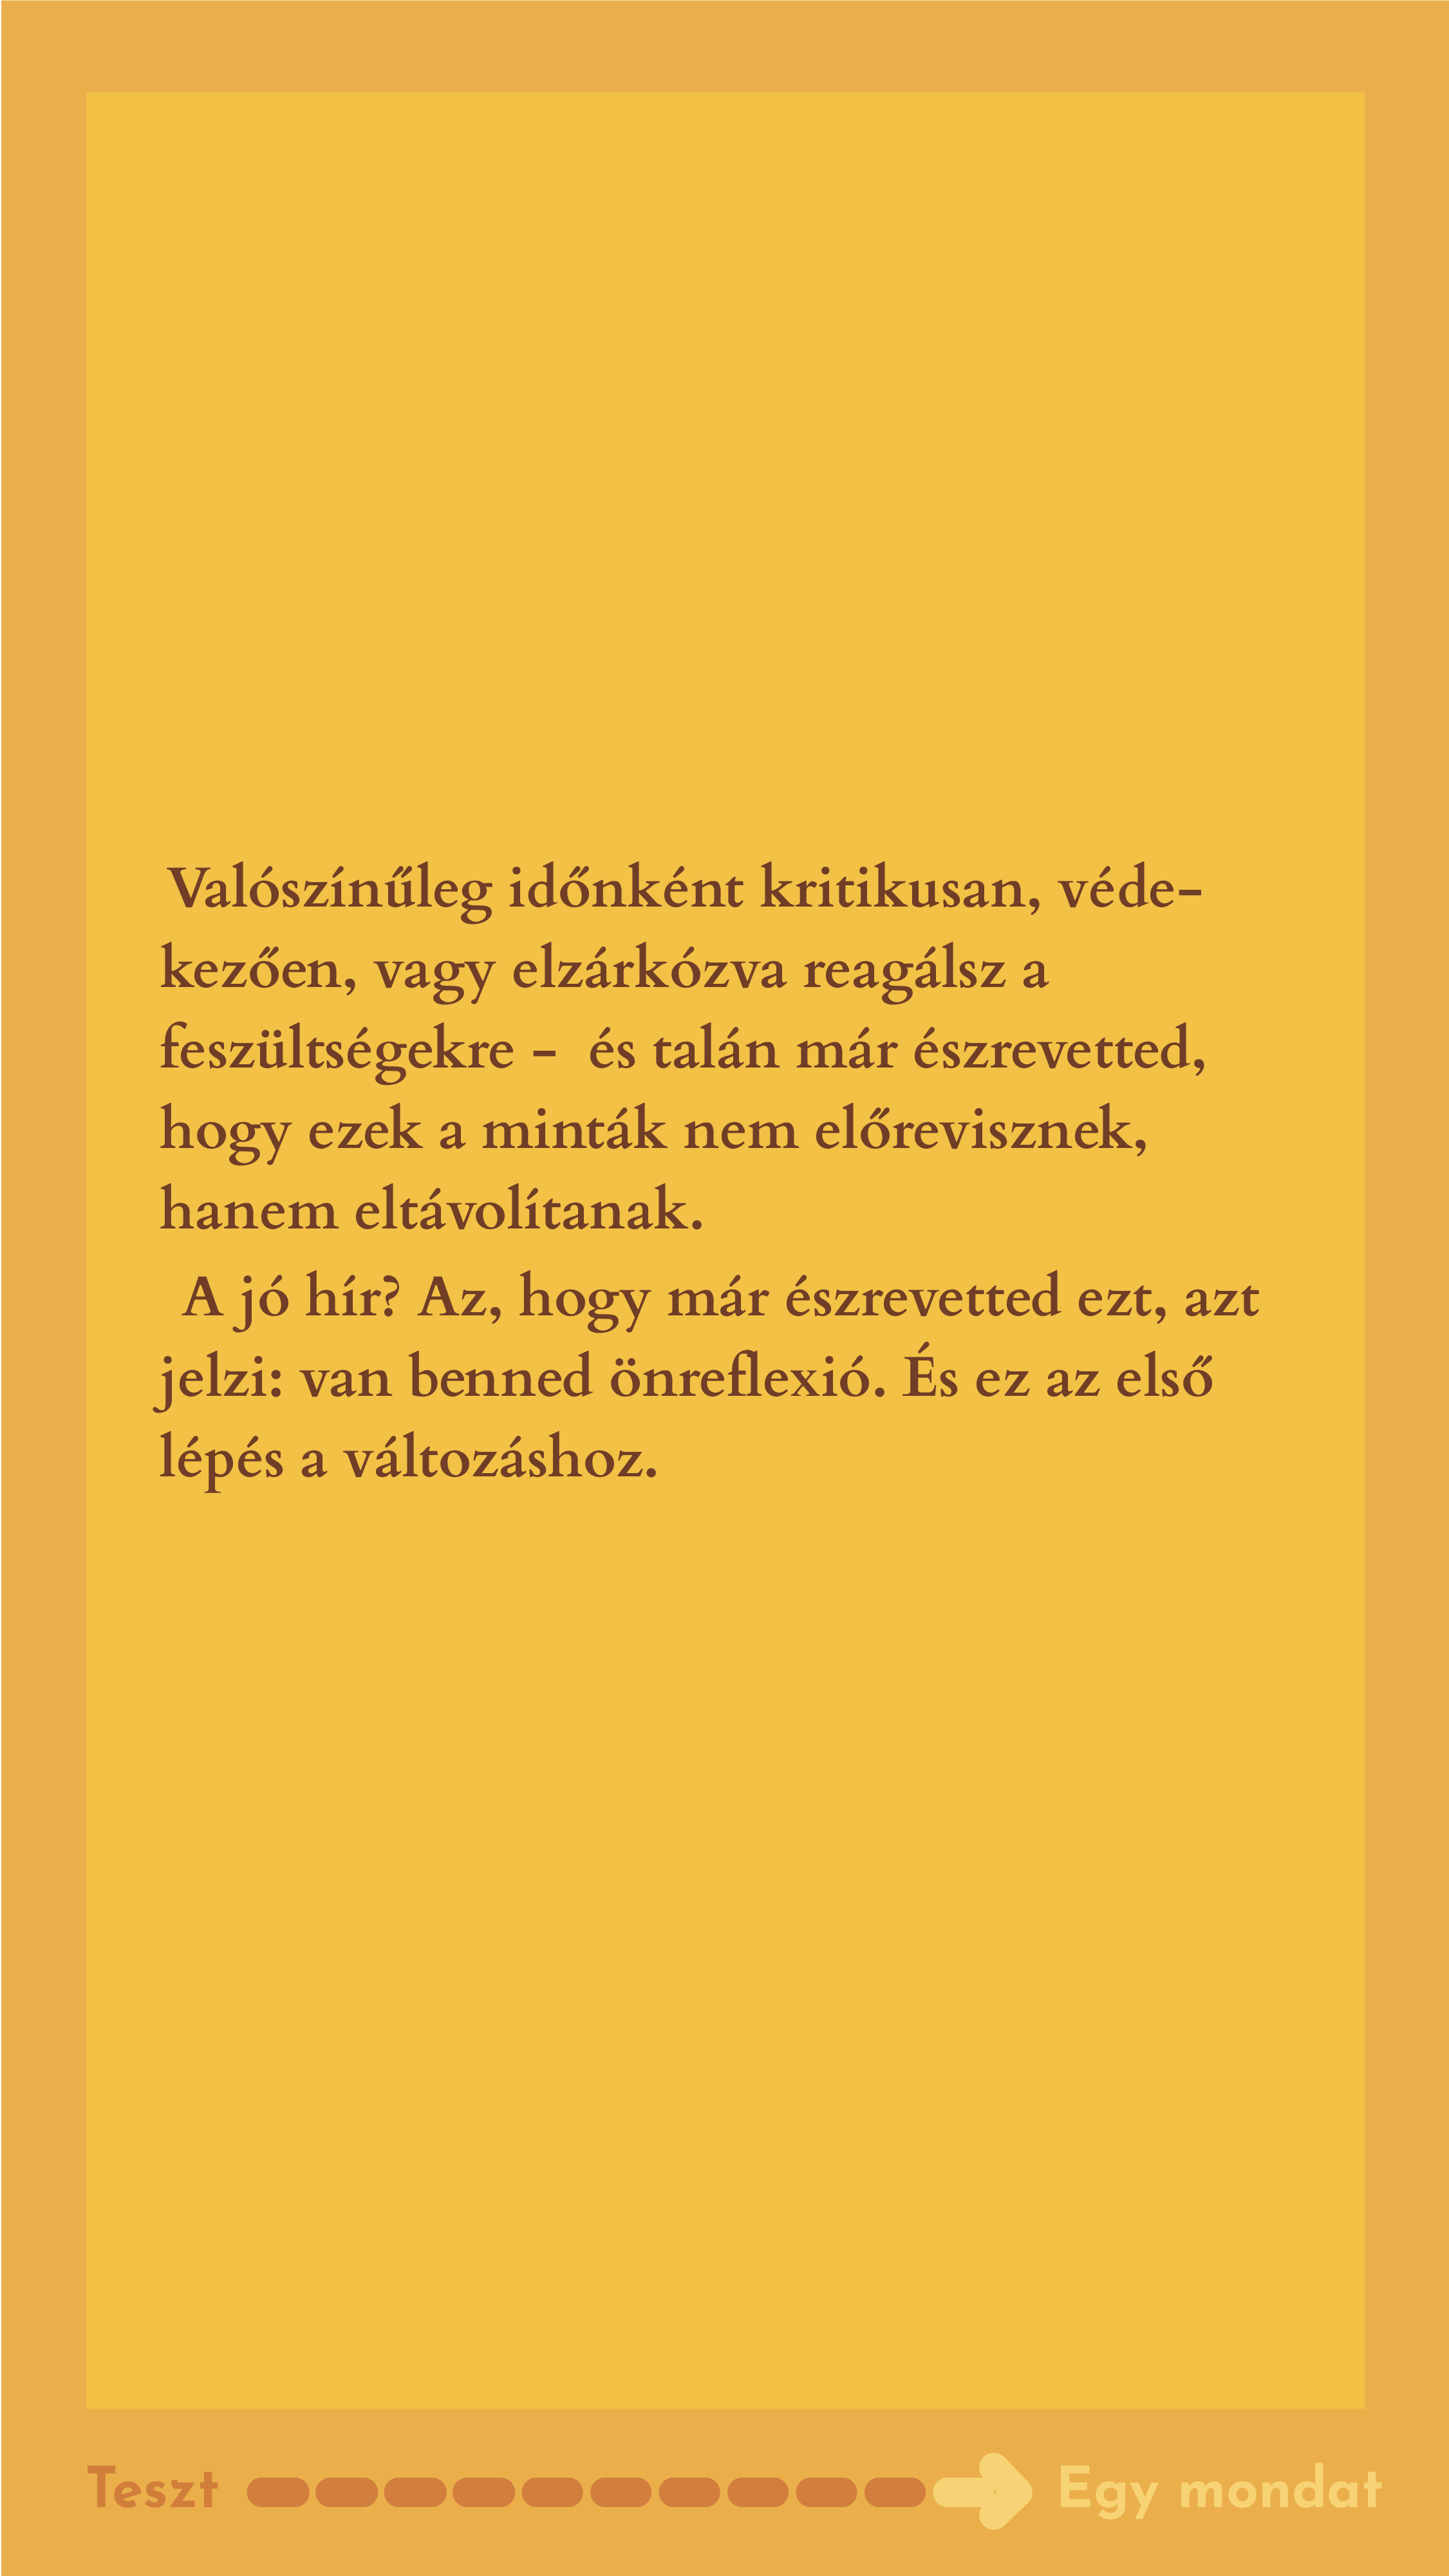 Valószínűleg időnként kritikusan, véde-
kezően, vagy elzárkózva reagálsz a
feszültségekre -  és talán már észrevetted,
hogy ezek a minták nem előrevisznek,
hanem eltávolítanak.
A jó hír? Az, hogy már észrevetted ezt, azt
jelzi: van benned önreflexió. És ez az első
lépés a változáshoz.
Teszt
Egy mondat